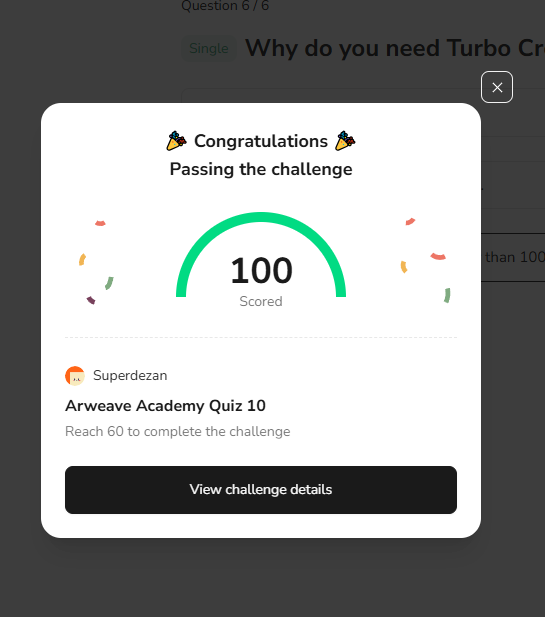 Question 6 / 6
Single Why do you need Turbo
Congratulations
Passing the challenge
than 100
100
Scored
Superdezan
Arweave Academy Quiz 10
Reach 60 to complete the challenge
View challenge details